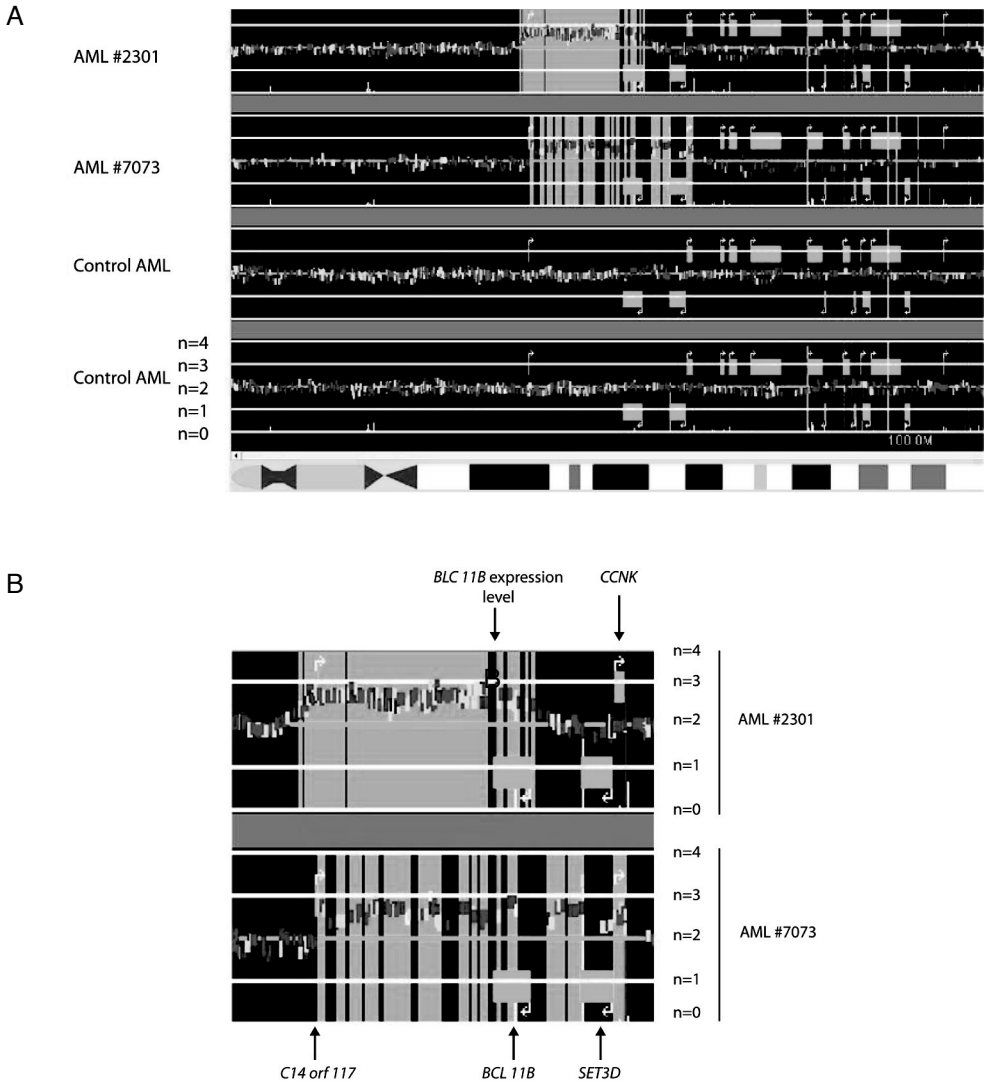 A
AML #2301
AML #7073
Control AML
n=4
n=3
Control AML
n=2
n=1
n=0
100.0M
B
BLC 11B expression
level
CCNK
n=4
n=3
n=2
AML #2301
n=1
n=0
n=4
n=3
n=2
AML #7073
n=1
n=0
C14 orf 117
BCL 11B
SET3D